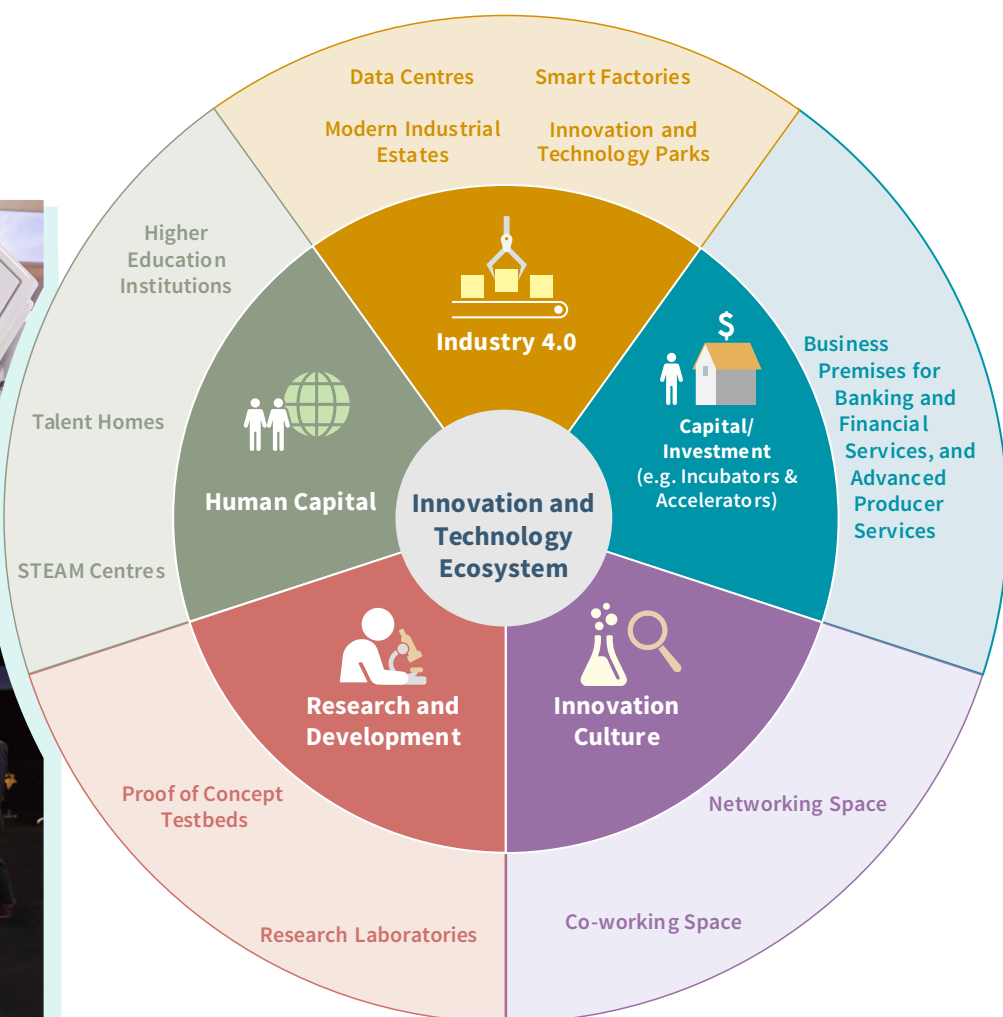 Data Centres
Smart Factories
Modern Industrial
Estates
Innovation and
Technology Parks
Industry 4.0
Higher
Education
Institutions
Talent Homes
STEAM Centres
Human Capital
$
Capital/
Investment
(e.g. Incubators &
Accelerators)
Business
Premises for
Banking and
Financial
Services, and
Advanced
Producer
Services
Innovation and
Technology
Ecosystem
Research and
Development
Proof of Concept
Testbeds
Research Laboratories
Innovation
Culture
Networking Space
Co-working Space